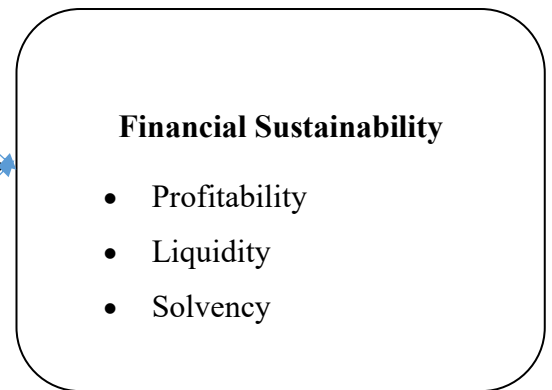 Financial Sustainability
• Profitability
• Liquidity
• Solvency